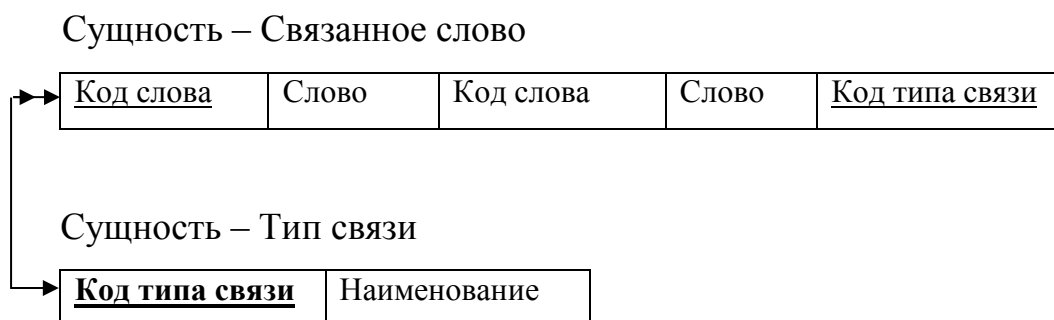 Сущность – Связанное слово
Код слова Слово Код слова Слово Код типа связи
Сущность – Тип связи
Код типа связи Наименование